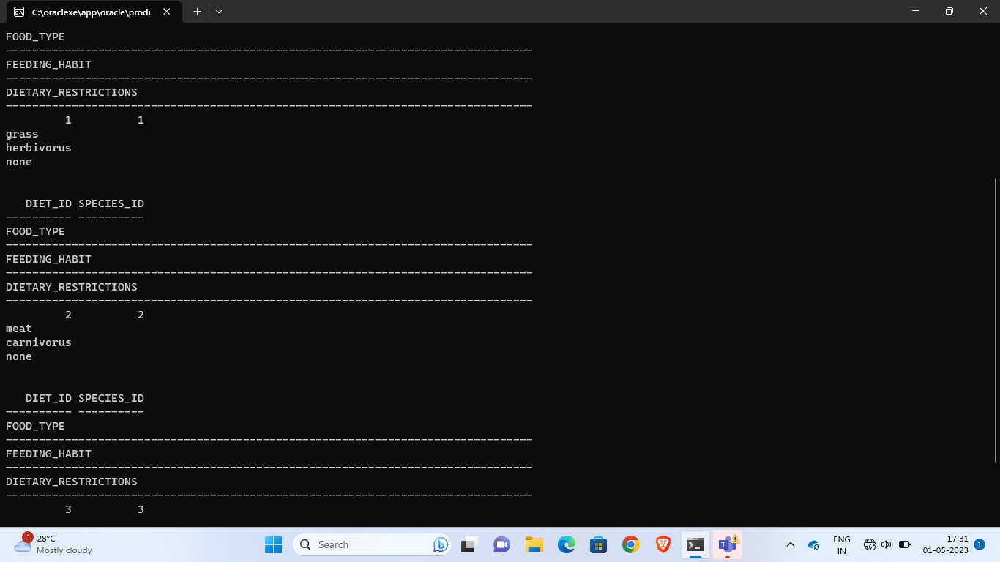 C:\oraclexe\app\oracle\produ
FOOD_TYPE
--------------------------------------------------------------------------------
FEEDING_HABIT
--------------------------------------------------------------------------------
DIETARY_RESTRICTIONS
--------------------------------------------------------------------------------
         1          1
grass
herbivorus
none
   DIET_ID SPECIES_ID
---------- ----------
FOOD_TYPE
--------------------------------------------------------------------------------
FEEDING_HABIT
--------------------------------------------------------------------------------
DIETARY_RESTRICTIONS
--------------------------------------------------------------------------------
         2          2
meat
carnivorus
none
   DIET_ID SPECIES_ID
---------- ----------
FOOD_TYPE
--------------------------------------------------------------------------------
FEEDING_HABIT
--------------------------------------------------------------------------------
DIETARY_RESTRICTIONS
--------------------------------------------------------------------------------
         3          3
1
28°C
Mostly cloudy
Search
ENG
IN
17:31
01-05-2023
1